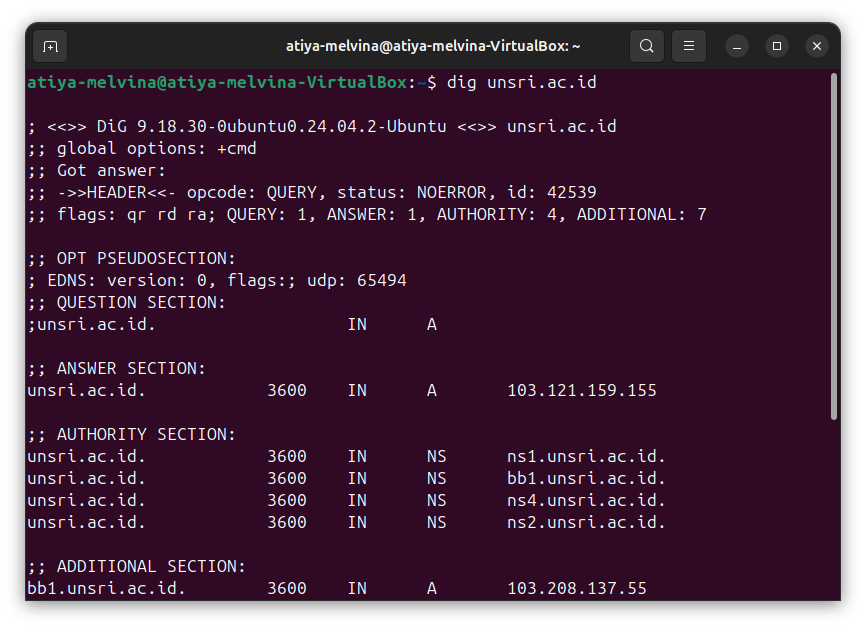 atiya-melvina@atiya-melvina-VirtualBox: ~
atiya-melvina@atiya-melvina-VirtualBox:~$ dig unsri.ac.id
; <<>> DiG 9.18.30-0ubuntu0.24.04.2-Ubuntu <<>> unsri.ac.id
;; global options: +cmd
;; Got answer:
;; ->>HEADER<<- opcode: QUERY, status: NOERROR, id: 42539
;; flags: qr rd ra; QUERY: 1, ANSWER: 1, AUTHORITY: 4, ADDITIONAL: 7
;; OPT PSEUDOSECTION:
; EDNS: version: 0, flags:; udp: 65494
;; QUESTION SECTION:
;unsri.ac.id. IN A
;; ANSWER SECTION:
unsri.ac.id. 3600 IN A 103.121.159.155
;; AUTHORITY SECTION:
unsri.ac.id. 3600 IN NS ns1.unsri.ac.id.
unsri.ac.id. 3600 IN NS bb1.unsri.ac.id.
unsri.ac.id. 3600 IN NS ns4.unsri.ac.id.
unsri.ac.id. 3600 IN NS ns2.unsri.ac.id.
;; ADDITIONAL SECTION:
bb1.unsri.ac.id. 3600 IN A 103.208.137.55